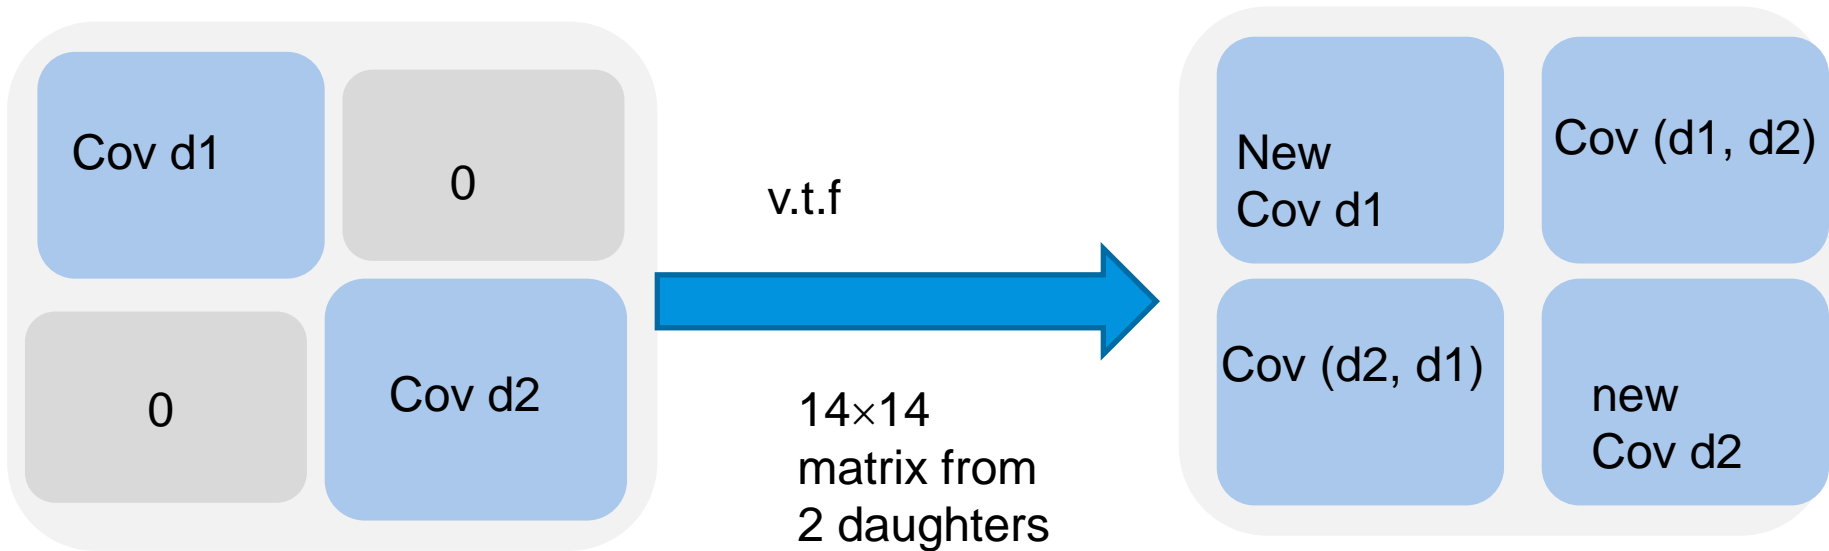 Cov d1
0
0
Cov d2
v.t.f
14×14
matrix from
2 daughters
New
Cov d1
Cov (d1, d2)
Cov (d2, d1)
new
Cov d2